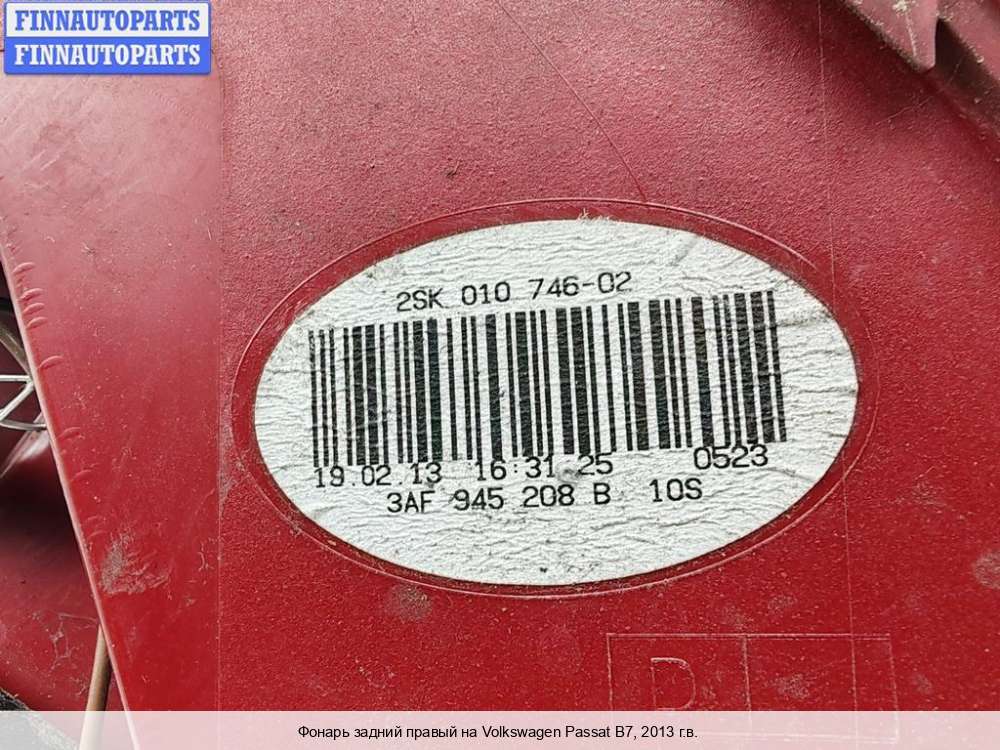 FINNAUTOPARTS
FINNAUTOPARTS
2SK 010 746-02
19.02.13 16:31:25 0523
3AF 945 208 B 10S
Фонарь задний правый на Volkswagen Passat B7, 2013 г.в.